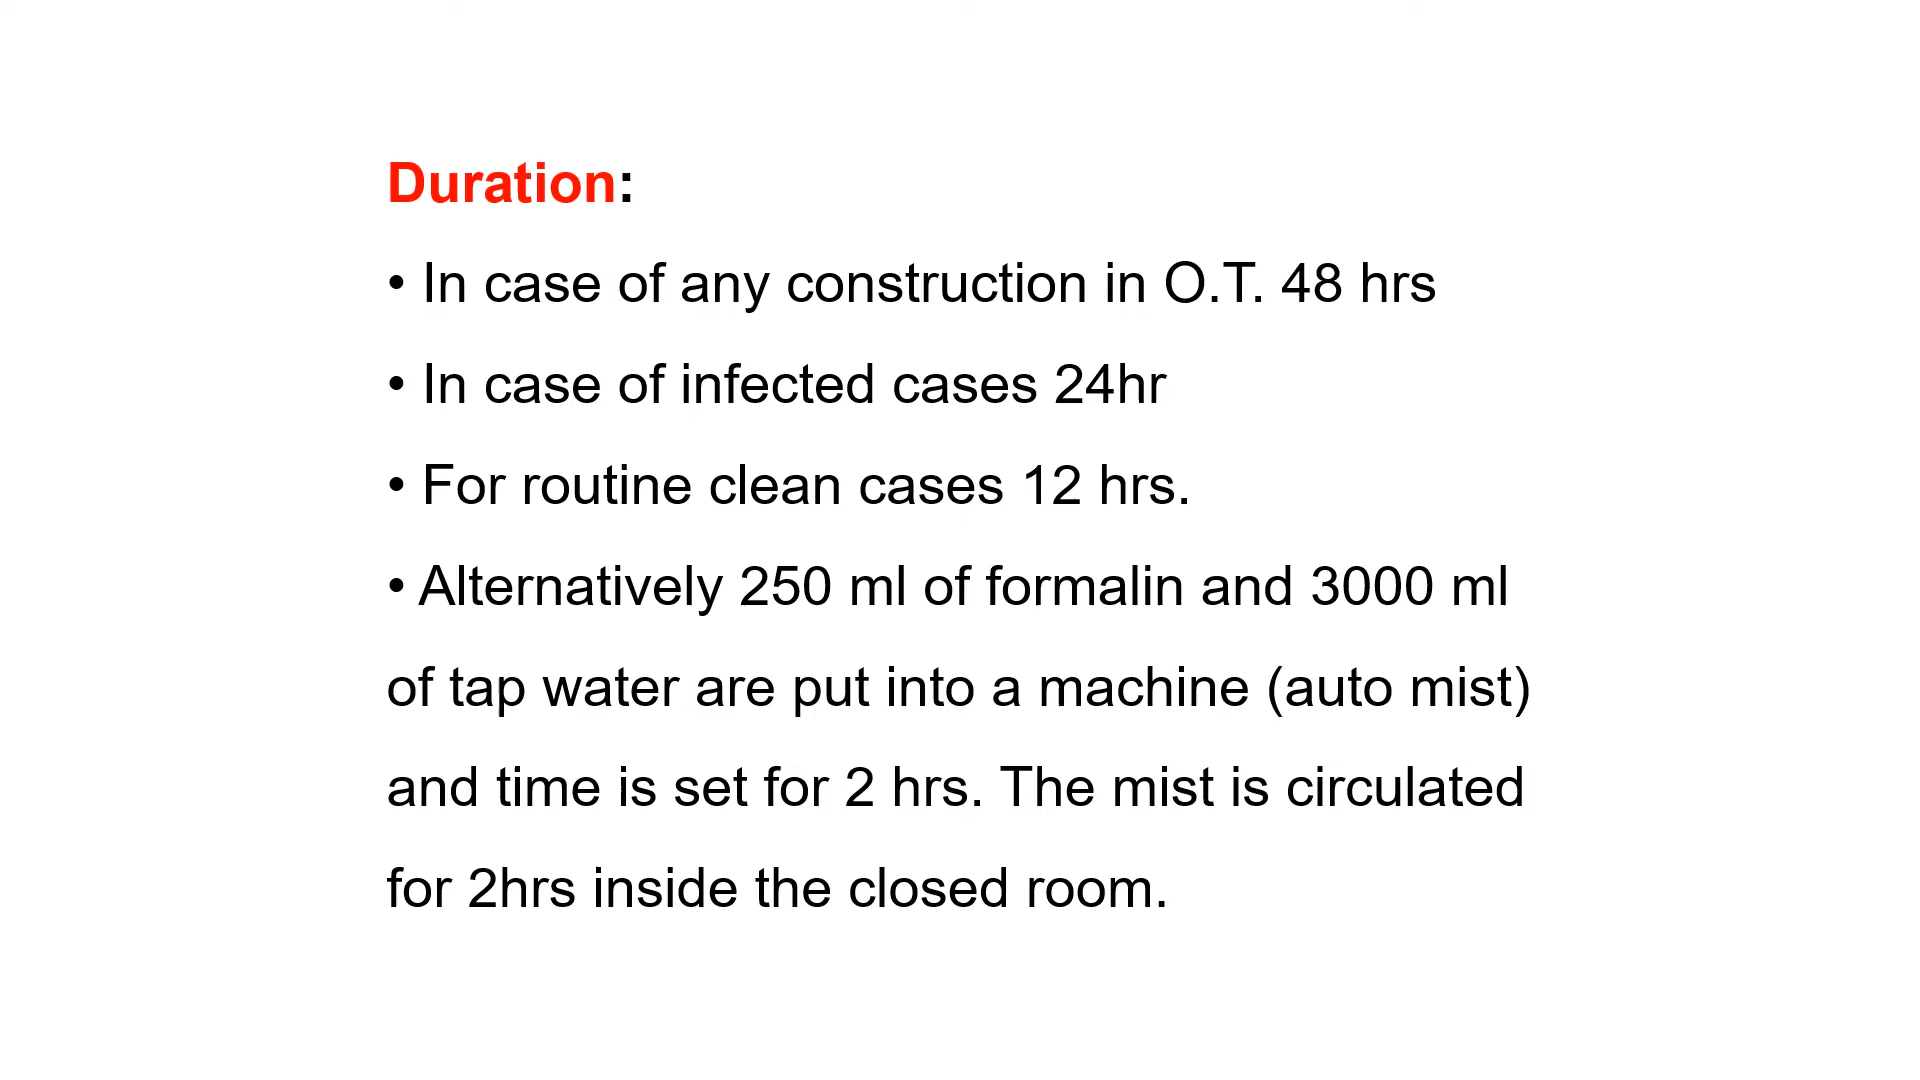 Duration:
• In case of any construction in O.T. 48 hrs
• In case of infected cases 24hr
• For routine clean cases 12 hrs.
• Alternatively 250 ml of formalin and 3000 ml
of tap water are put into a machine (auto mist)
and time is set for 2 hrs. The mist is circulated
for 2hrs inside the closed room.